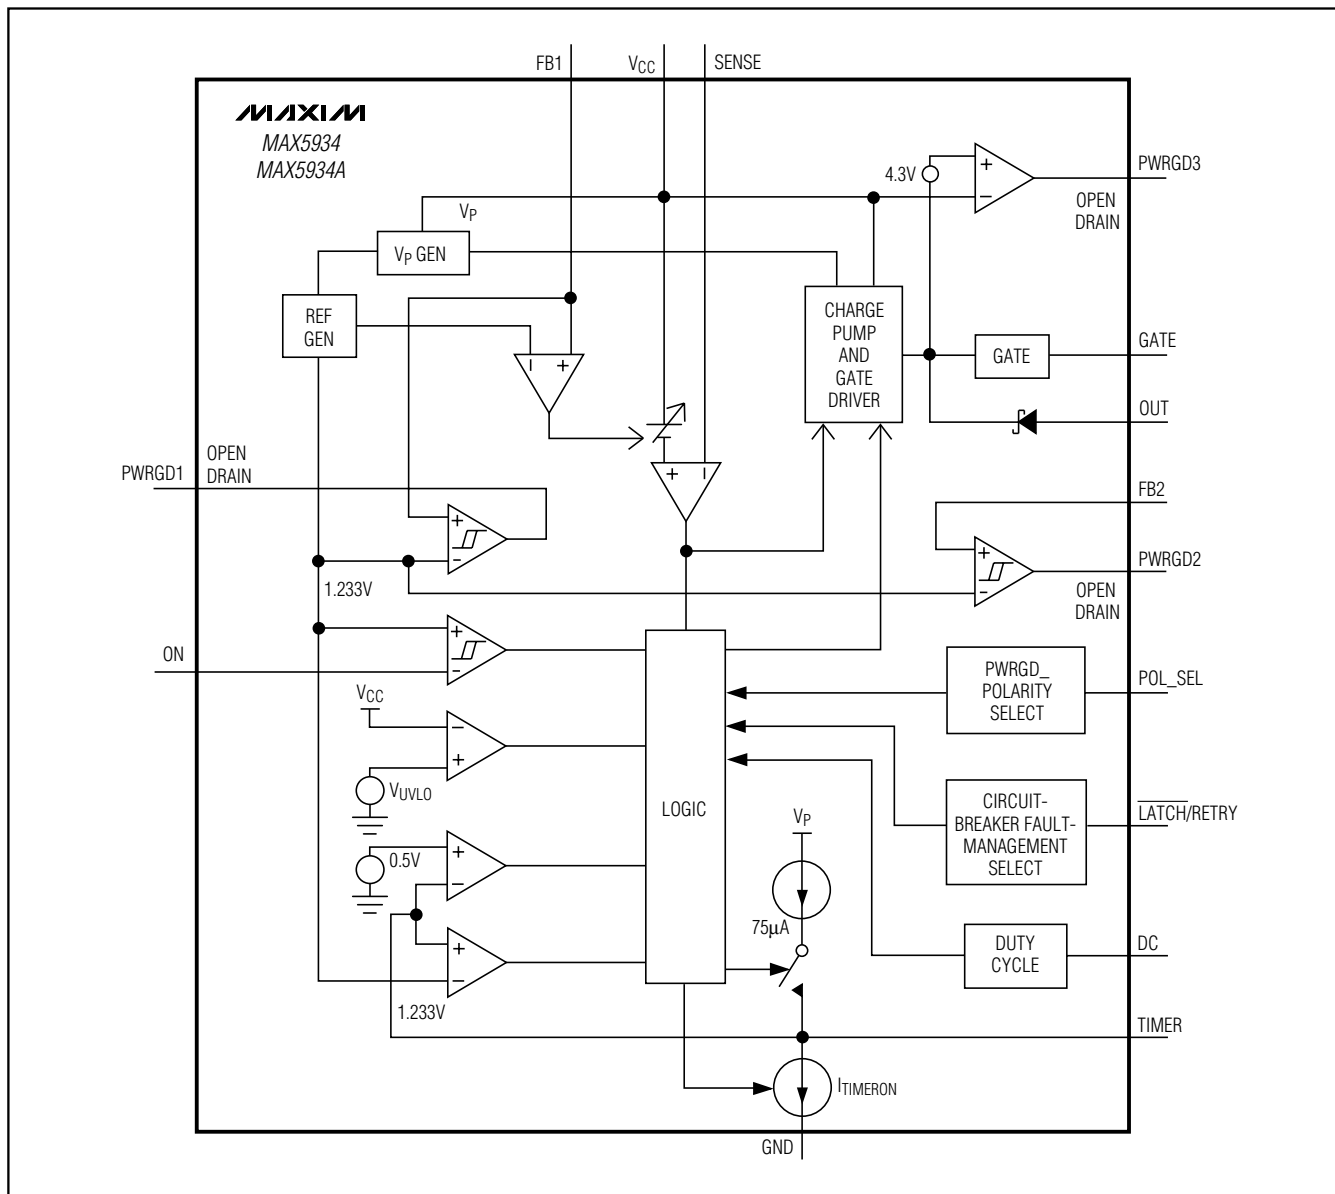 FB1
VCC
SENSE
MAXIM
MAX5934
MAX5934A
4.3V
+
−
PWRGD3
OPEN
DRAIN
VP
VP GEN
REF
GEN
CHARGE
PUMP
AND
GATE
DRIVER
GATE
GATE
OUT
− +
+ −
PWRGD1
OPEN
DRAIN
+
-
1.233V
FB2
+
-
PWRGD2
OPEN
DRAIN
ON
+
-
VCC
−
+
VUVLO
0.5V
+
−
+
−
1.233V
LOGIC
PWRGD_
POLARITY
SELECT
POL_SEL
CIRCUIT-
BREAKER FAULT-
MANAGEMENT
SELECT
LATCH/RETRY
VP
75µA
DUTY
CYCLE
DC
TIMER
ITIMERON
GND